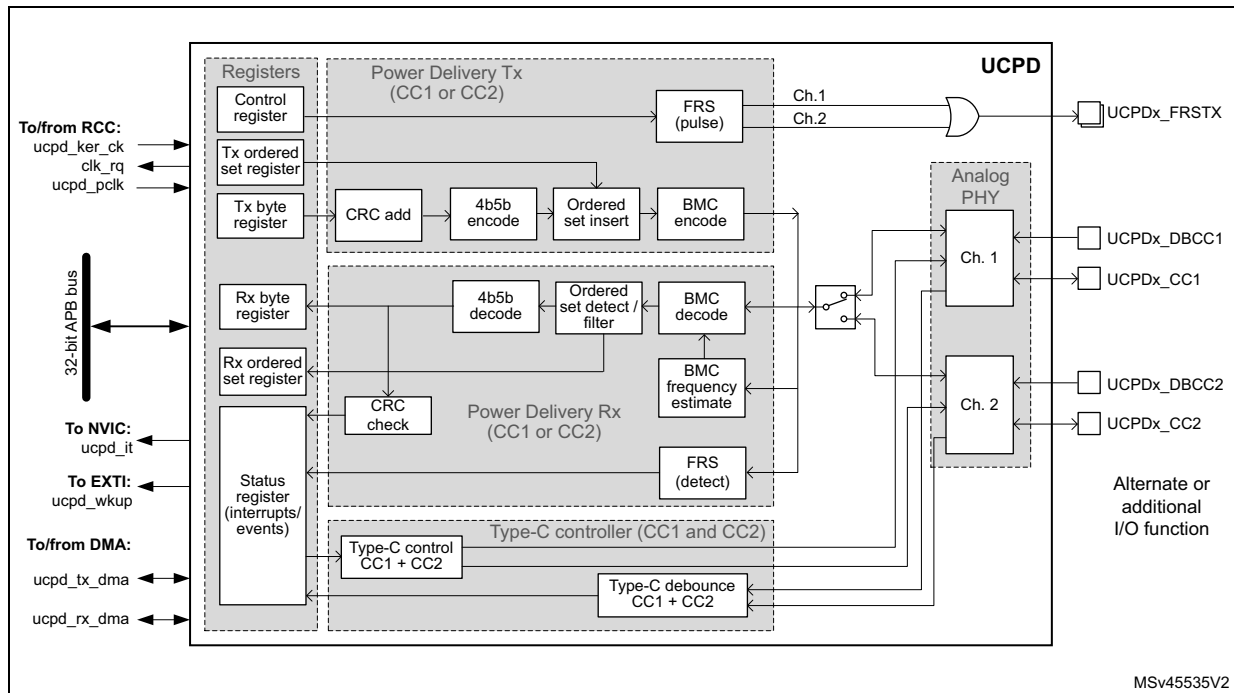 UCPD
Registers
Control
register
Tx ordered
set register
Tx byte
register
Rx byte
register
Rx ordered
set register
Status
register
(interrupts/
events)
Power Delivery Tx
(CC1 or CC2)
FRS
(pulse)
Ch.1
Ch.2
CRC add
4b5b
encode
Ordered
set insert
BMC
encode
4b5b
decode
Ordered
set detect /
filter
BMC
decode
BMC
frequency
estimate
CRC
check
Power Delivery Rx
(CC1 or CC2)
FRS
(detect)
Type-C controller (CC1 and CC2)
Type-C control
CC1 + CC2
Type-C debounce
CC1 + CC2
Analog
PHY
Ch. 1
Ch. 2
To/from RCC:
ucpd_ker_ck
clk_rq
ucpd_pclk
32-bit APB bus
To NVIC:
ucpd_it
To EXTI:
ucpd_wkup
To/from DMA:
ucpd_tx_dma
ucpd_rx_dma
UCPDx_FRSTX
UCPDx_DBCC1
UCPDx_CC1
UCPDx_DBCC2
UCPDx_CC2
Alternate or
additional
I/O function
MSv45535V2